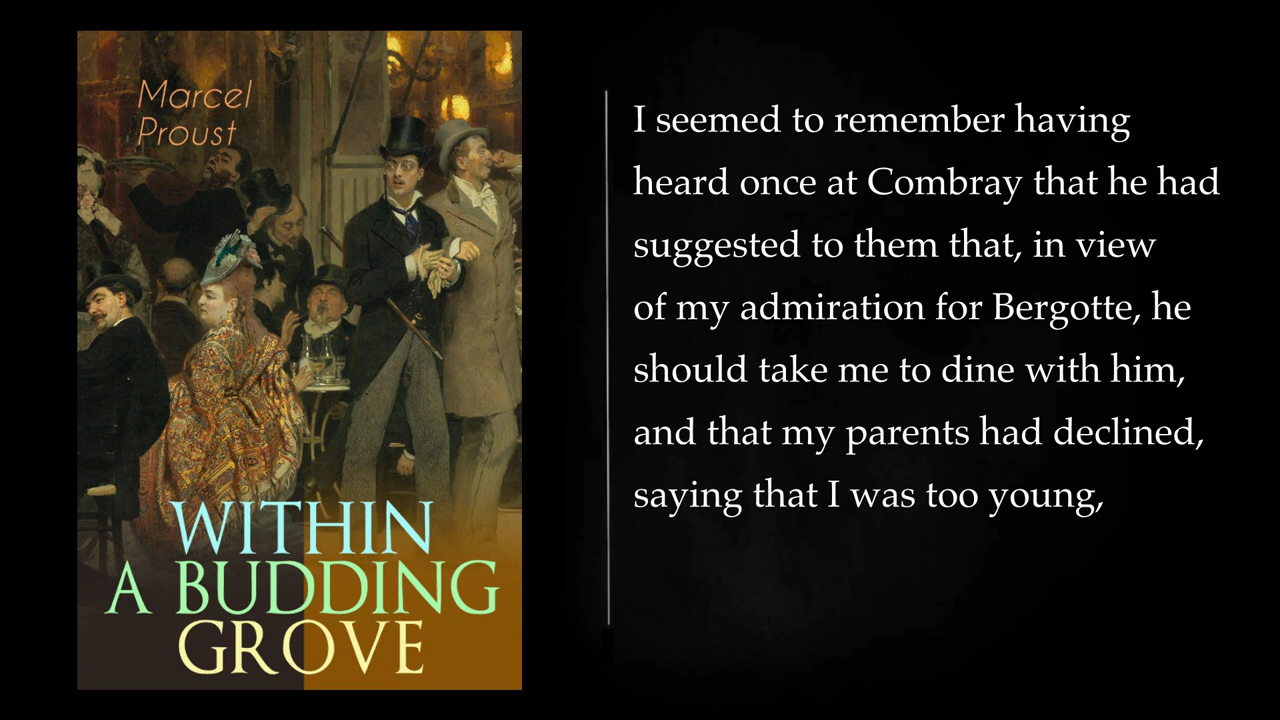 Marcel
Proust
WITHIN
A BUDDING
GROVE
I seemed to remember having
heard once at Combray that he had
suggested to them that, in view
of my admiration for Bergotte, he
should take me to dine with him,
and that my parents had declined,
saying that I was too young,